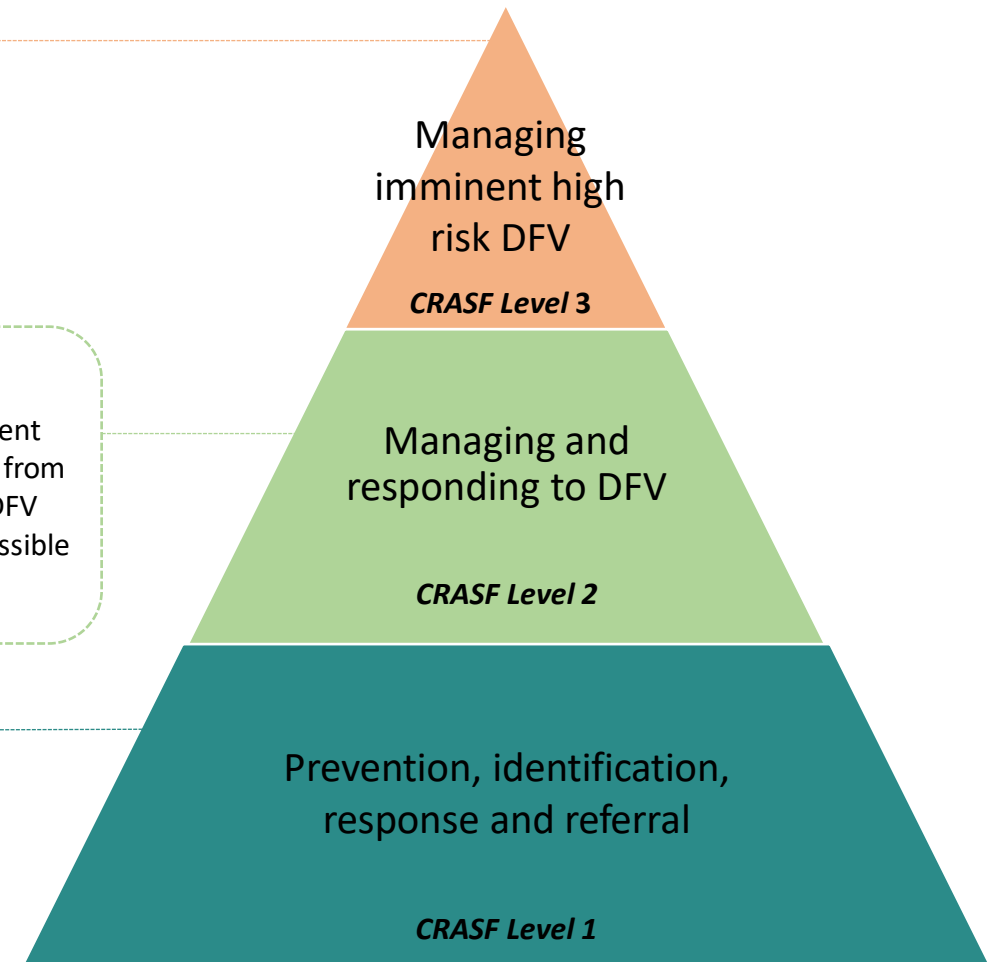 Managing
imminent high
risk DFV
CRASF Level 3
from
Managing and
responding to DFV
CRASF Level 2
Prevention, identification,
response and referral
CRASF Level 1